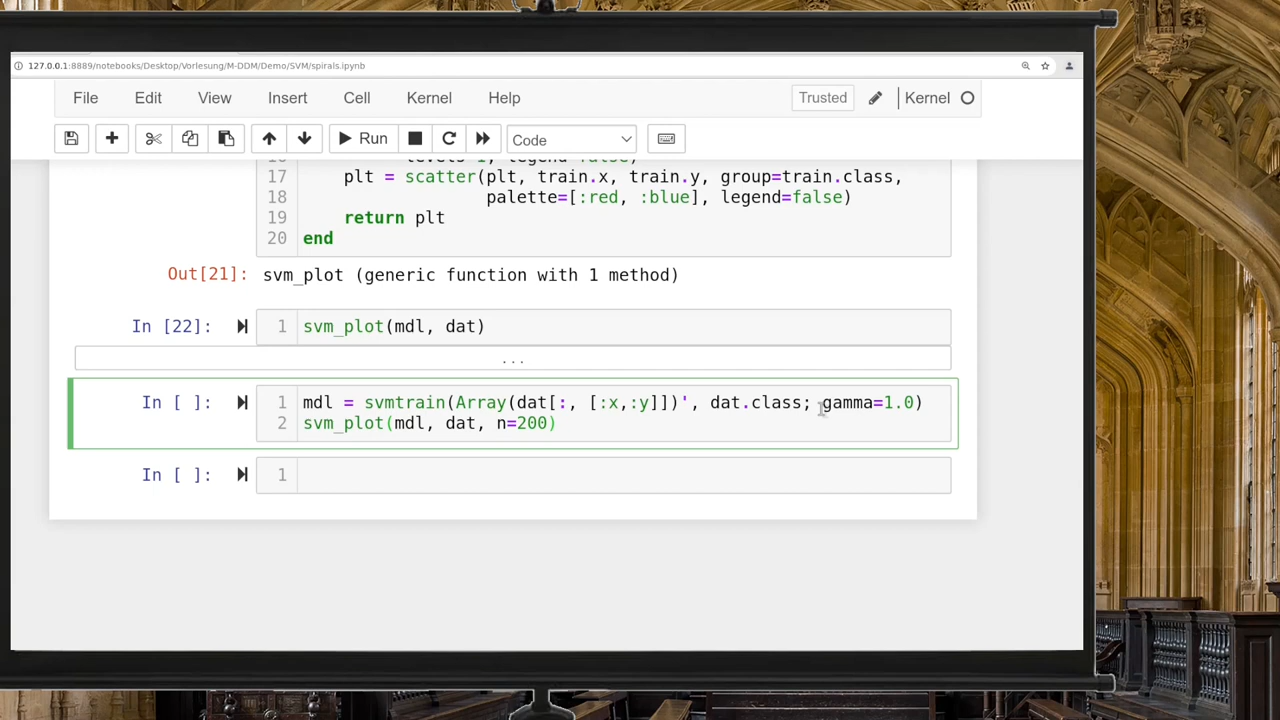 127.0.0.1:8889/notebooks/Desktop/Vorlesung/M-DDM/Demo/SVM/spirals.ipynb
File Edit View Insert Cell Kernel Help Trusted Kernel
Run Code
17 plt = scatter(plt, train.x, train.y, group=train.class,
18 palette=[:red, :blue], legend=false)
19 return plt
20 end
Out[21]: svm_plot (generic function with 1 method)
In [22]: 1 svm_plot(mdl, dat)
...
In [ ]: 1 mdl = svmtrain(Array(dat[:, [:x,:y]])', dat.class; gamma=1.0)
2 svm_plot(mdl, dat, n=200)
In [ ]: 1